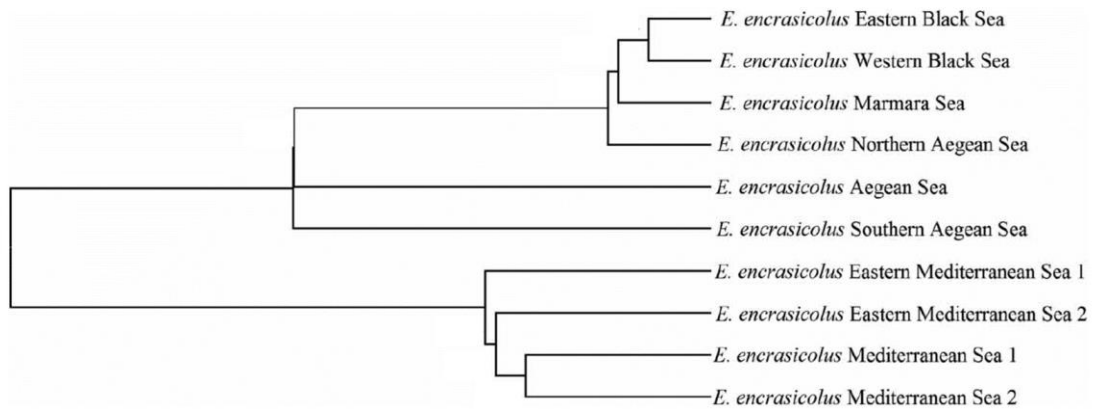 E. encrasicolus Eastern Black Sea
E. encrasicolus Western Black Sea
E. encrasicolus Marmara Sea
E. encrasicolus Northern Aegean Sea
E. encrasicolus Aegean Sea
E. encrasicolus Southern Aegean Sea
E. encrasicolus Eastern Mediterranean Sea 1
E. encrasicolus Eastern Mediterranean Sea 2
E. encrasicolus Mediterranean Sea 1
E. encrasicolus Mediterranean Sea 2